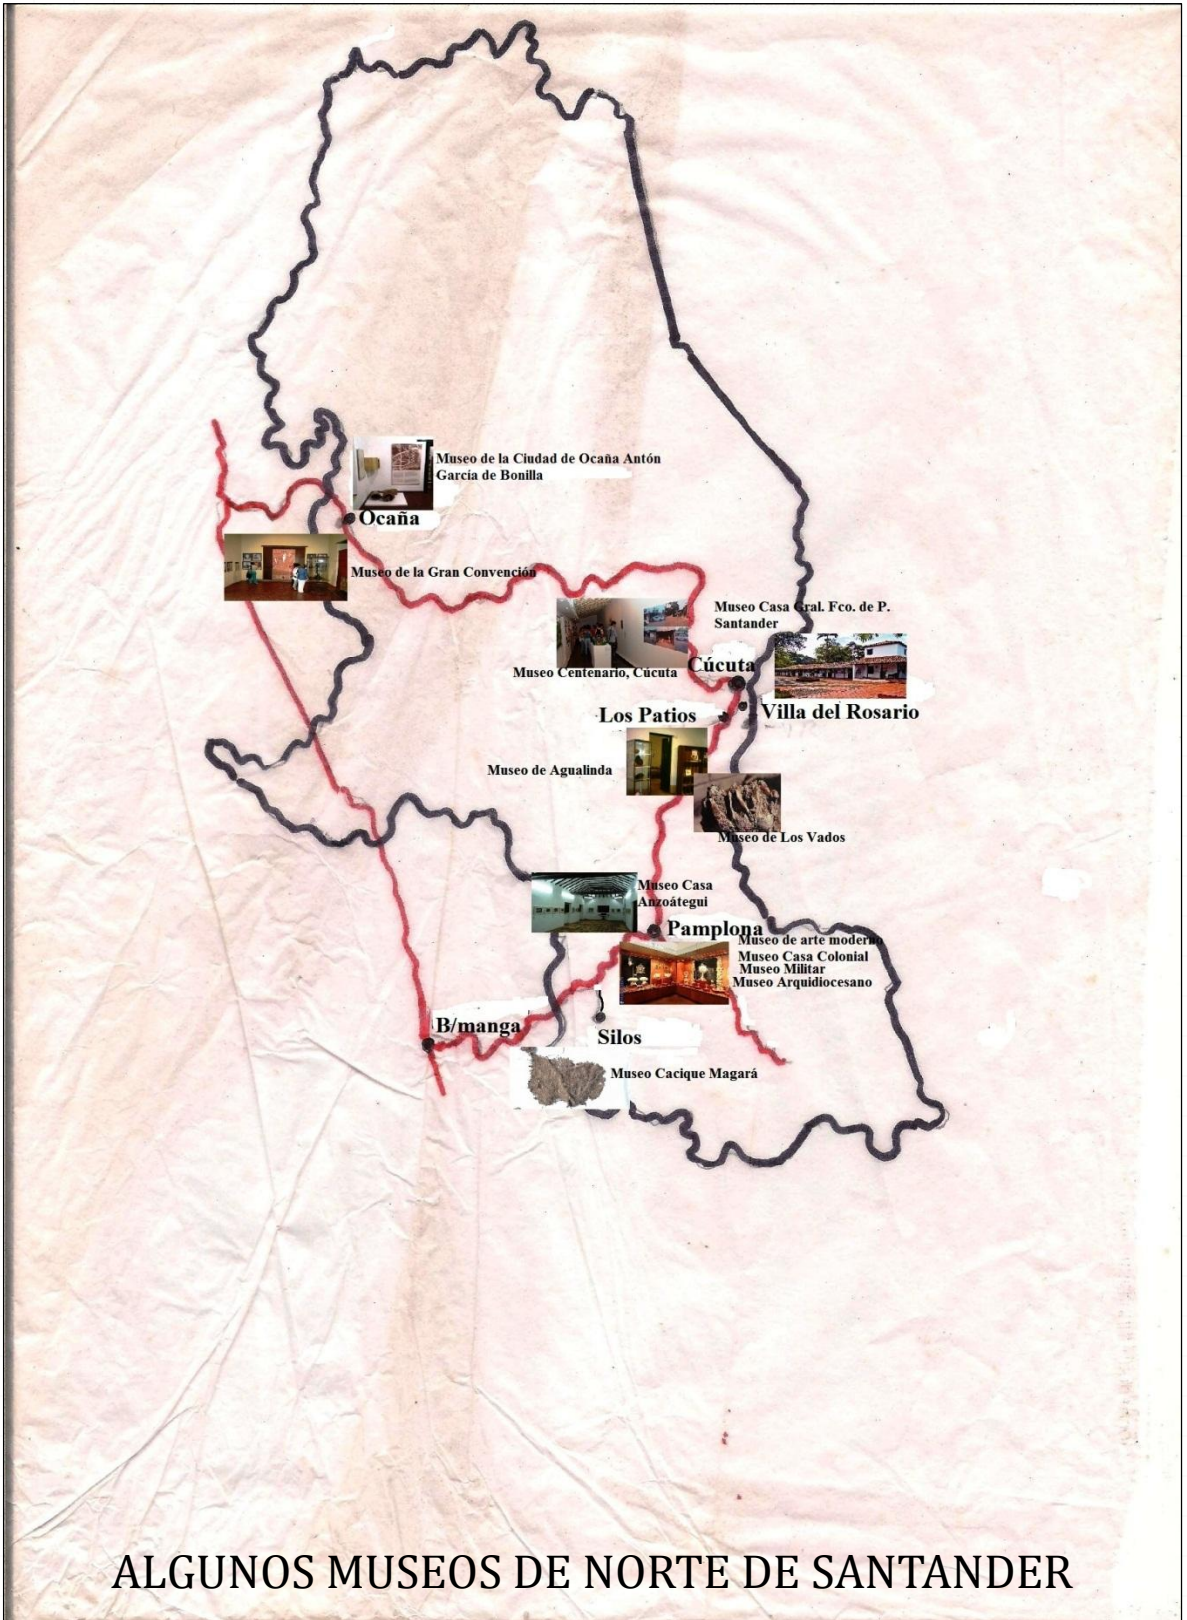 Museo de la Ciudad de Ocaña Antón
García de Bonilla
Ocaña
Museo de la Gran Convención
Museo Casa Gral. Fco. de P.
Santander
Museo Centenario, Cúcuta
Cúcuta
Los Patios
Villa del Rosario
Museo de Agualinda
Museo de Los Vados
Museo Casa
Anzoátegui
Pamplona
Museo de arte moderno
Museo Casa Colonial
Museo Militar
Museo Arquidiocesano
B/manga
Silos
Museo Cacique Magará
ALGUNOS MUSEOS DE NORTE DE SANTANDER